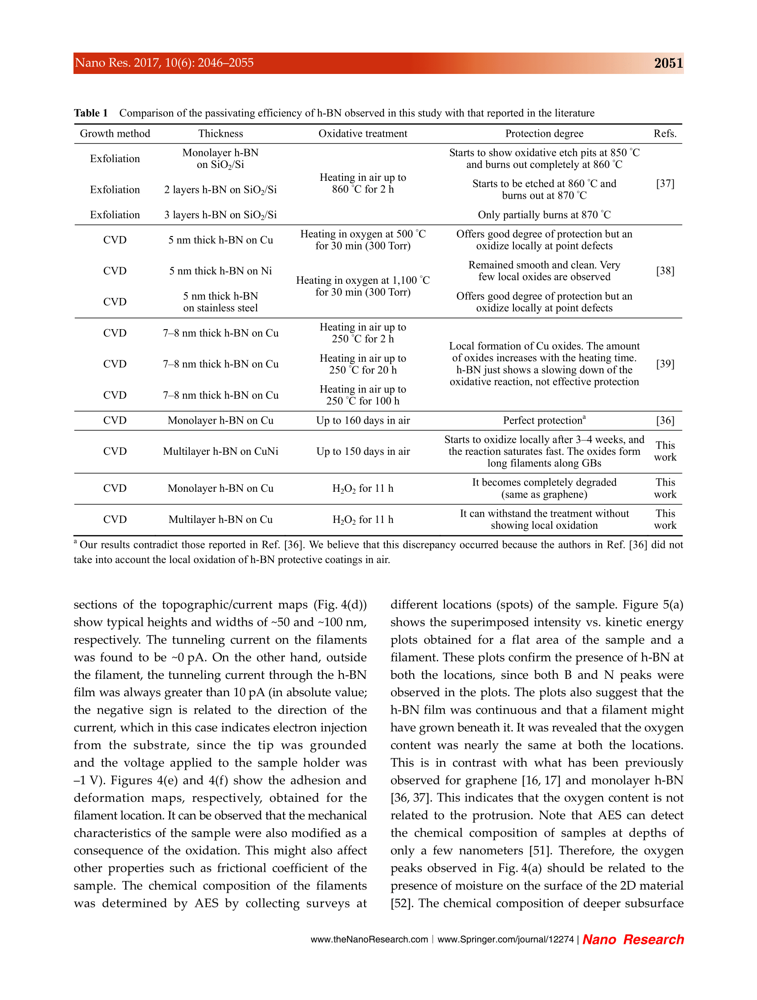 Nano Res. 2017, 10(6): 2046–2055 2051
Table 1 Comparison of the passivating efficiency of h-BN observed in this study with that reported in the literature
Growth method Thickness Oxidative treatment Protection degree Refs.
Exfoliation Monolayer h-BN on SiO2/Si Heating in air up to 860 °C for 2 h Starts to show oxidative etch pits at 850 °C and burns out completely at 860 °C [37]
Exfoliation 2 layers h-BN on SiO2/Si Starts to be etched at 860 °C and burns out at 870 °C
Exfoliation 3 layers h-BN on SiO2/Si Only partially burns at 870 °C
CVD 5 nm thick h-BN on Cu Heating in oxygen at 500 °C for 30 min (300 Torr) Offers good degree of protection but an oxidize locally at point defects [38]
CVD 5 nm thick h-BN on Ni Heating in oxygen at 1,100 °C for 30 min (300 Torr) Remained smooth and clean. Very few local oxides are observed
CVD 5 nm thick h-BN on stainless steel Offers good degree of protection but an oxidize locally at point defects
CVD 7–8 nm thick h-BN on Cu Heating in air up to 250 °C for 2 h Local formation of Cu oxides. The amount of oxides increases with the heating time. h-BN just shows a slowing down of the oxidative reaction, not effective protection [39]
CVD 7–8 nm thick h-BN on Cu Heating in air up to 250 °C for 20 h
CVD 7–8 nm thick h-BN on Cu Heating in air up to 250 °C for 100 h
CVD Monolayer h-BN on Cu Up to 160 days in air Perfect protection a [36]
CVD Multilayer h-BN on CuNi Up to 150 days in air Starts to oxidize locally after 3–4 weeks, and the reaction saturates fast. The oxides form long filaments along GBs This work
CVD Monolayer h-BN on Cu H2O2 for 11 h It becomes completely degraded (same as graphene) This work
CVD Multilayer h-BN on Cu H2O2 for 11 h It can withstand the treatment without showing local oxidation This work
a Our results contradict those reported in Ref. [36]. We believe that this discrepancy occurred because the authors in Ref. [36] did not
take into account the local oxidation of h-BN protective coatings in air.
sections of the topographic/current maps (Fig. 4(d))
show typical heights and widths of ~50 and ~100 nm,
respectively. The tunneling current on the filaments
was found to be ~0 pA. On the other hand, outside
the filament, the tunneling current through the h-BN
film was always greater than 10 pA (in absolute value;
the negative sign is related to the direction of the
current, which in this case indicates electron injection
from the substrate, since the tip was grounded
and the voltage applied to the sample holder was
–1 V). Figures 4(e) and 4(f) show the adhesion and
deformation maps, respectively, obtained for the
filament location. It can be observed that the mechanical
characteristics of the sample were also modified as a
consequence of the oxidation. This might also affect
other properties such as frictional coefficient of the
sample. The chemical composition of the filaments
was determined by AES by collecting surveys at
different locations (spots) of the sample. Figure 5(a)
shows the superimposed intensity vs. kinetic energy
plots obtained for a flat area of the sample and a
filament. These plots confirm the presence of h-BN at
both the locations, since both B and N peaks were
observed in the plots. The plots also suggest that the
h-BN film was continuous and that a filament might
have grown beneath it. It was revealed that the oxygen
content was nearly the same at both the locations.
This is in contrast with what has been previously
observed for graphene [16, 17] and monolayer h-BN
[36, 37]. This indicates that the oxygen content is not
related to the protrusion. Note that AES can detect
the chemical composition of samples at depths of
only a few nanometers [51]. Therefore, the oxygen
peaks observed in Fig. 4(a) should be related to the
presence of moisture on the surface of the 2D material
[52]. The chemical composition of deeper subsurface
www.theNanoResearch.com | www.Springer.com/journal/12274 | Nano Research